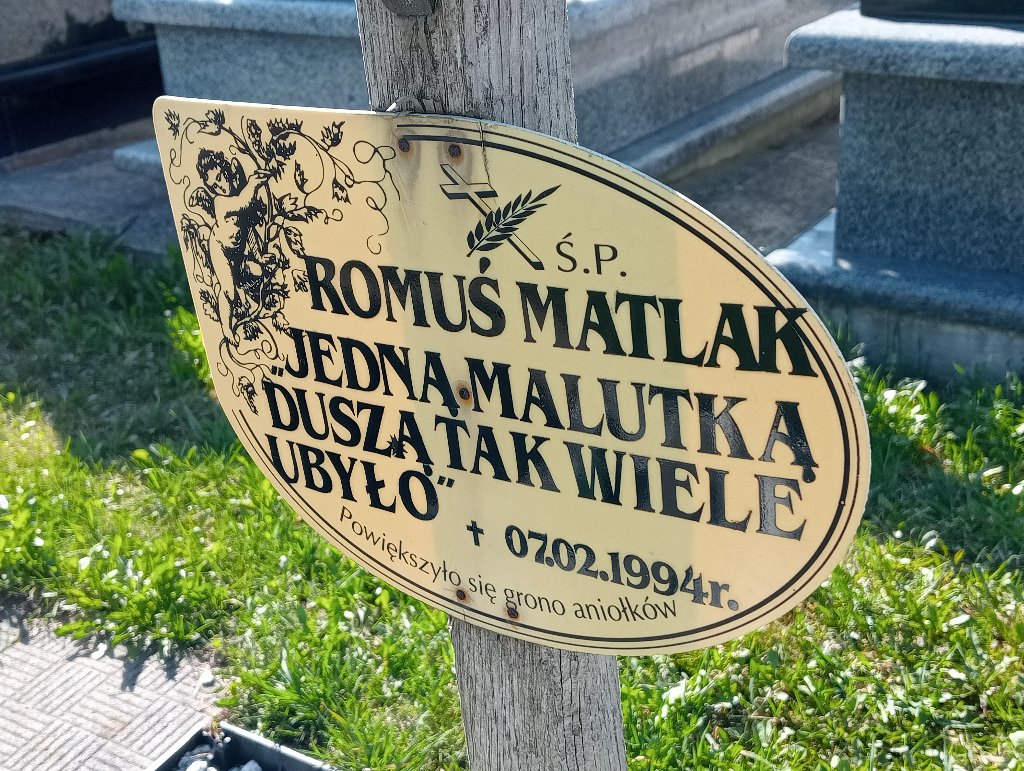 Ś.P.
ROMUŚ MATLAK
„JEDNĄ MALUTKĄ
DUSZĄ TAK WIELE
UBYŁO”
✝ 07.02.1994r.
Powiększyło się grono aniołków